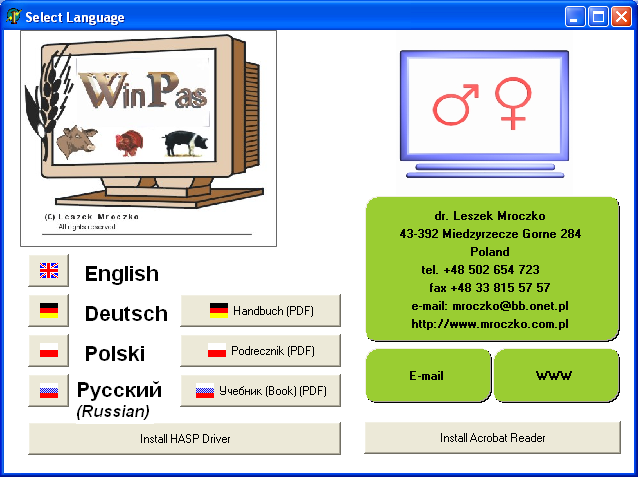 Select Language
WinPas
(C) Leszek Mroczko
All rights reserved
English
Deutsch
Handbuch (PDF)
Polski
Podrecznik (PDF)
Русский
(Russian)
Учебник (Book) (PDF)
Install HASP Driver
dr. Leszek Mroczko
43-392 Miedzyrzecze Gorne 284
Poland
tel. +48 502 654 723
fax +48 33 815 57 57
e-mail: mroczko@bb.onet.pl
http://www.mroczko.com.pl
E-mail
WWW
Install Acrobat Reader